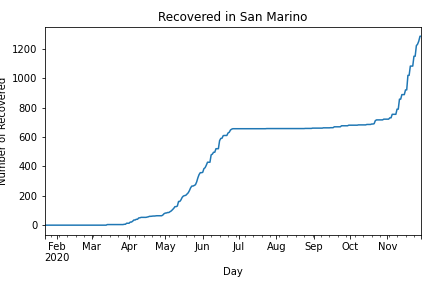 Recovered in San Marino
Number of Recovered
1200
1000
800
600
400
200
0
Feb Mar Apr May Jun Jul Aug Sep Oct Nov
2020
Day